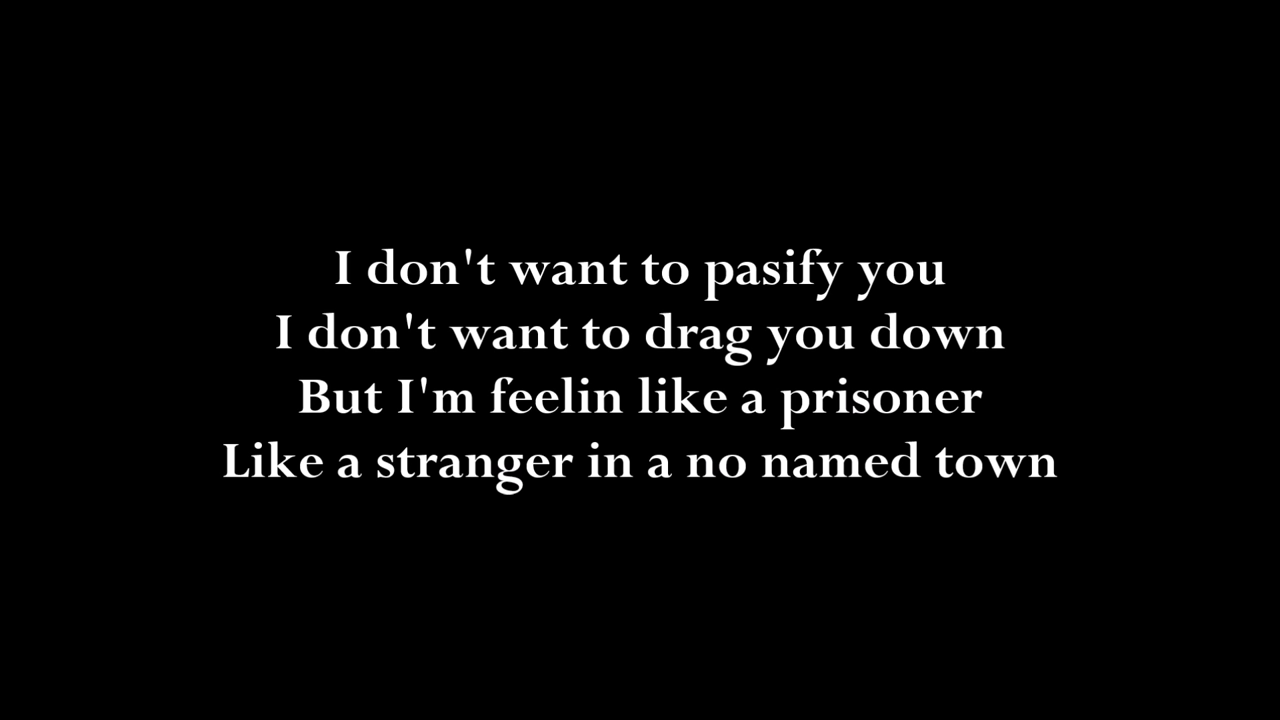 I don't want to pasify you
I don't want to drag you down
But I'm feelin like a prisoner
Like a stranger in a no named town